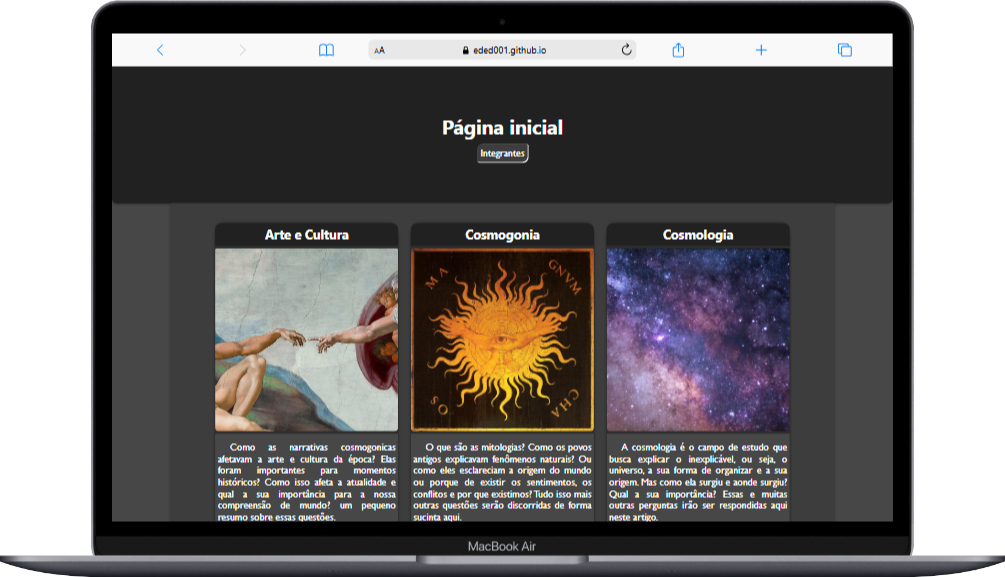 AA eded001.github.io
Página inicial
Integrantes
Arte e Cultura
Cosmogonia
Cosmologia
MA
GNVM
OS
CHA
Como as narrativas cosmogonicas
afetavam a arte e cultura da época? Elas
foram importantes para momentos
históricos? Como isso afeta a atualidade e
qual a sua importância para a nossa
compreensão de mundo? um pequeno
resumo sobre essas questões.
O que são as mitologias? Como os povos
antigos explicavam fenômenos naturais? Ou
como eles esclareciam a origem do mundo
ou porque de existir os sentimentos, os
conflitos e por que existimos? Tudo isso mais
outras questões serão discorridas de forma
sucinta aqui.
A cosmologia é o campo de estudo que
busca explicar o inexplicável, ou seja, o
universo, a sua forma de organizar e a sua
origem. Mas como ela surgiu e aonde surgiu?
Qual a sua importância? Essas e muitas
outras perguntas irão ser respondidas aqui
neste artigo.
MacBook Air